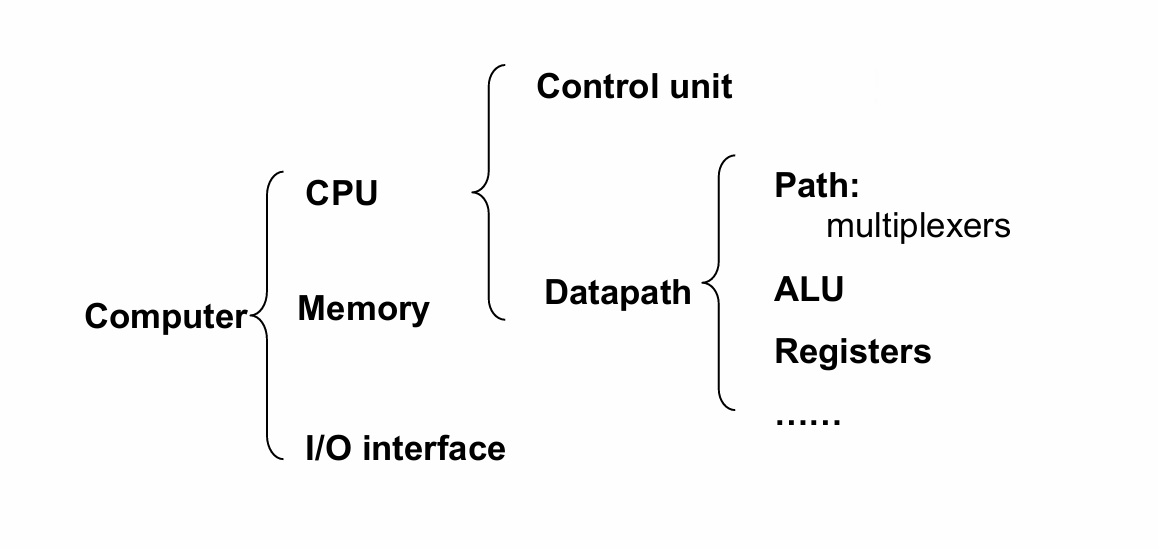 Control unit
CPU
Path:
multiplexers
Computer
Memory
Datapath
ALU
Registers
......
I/O interface